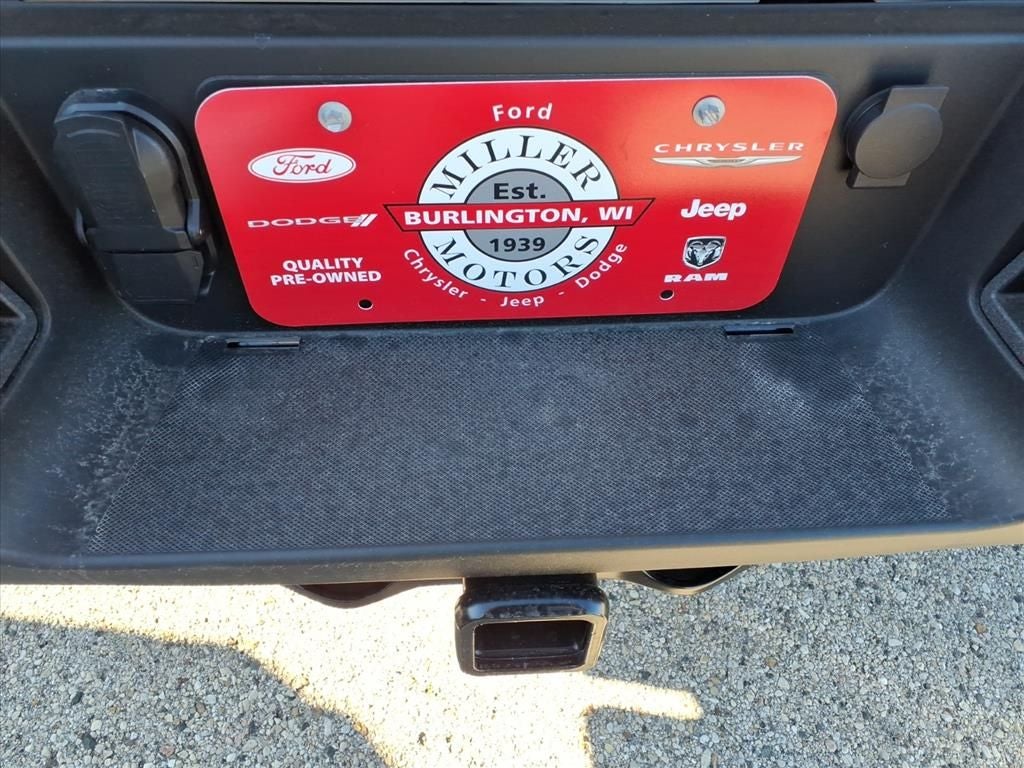 Ford
Ford
CHRYSLER
MILLER
Est.
DODGE
BURLINGTON, WI
Jeep
1939
MOTORS
QUALITY
PRE-OWNED
RAM
Chrysler - Jeep - Dodge